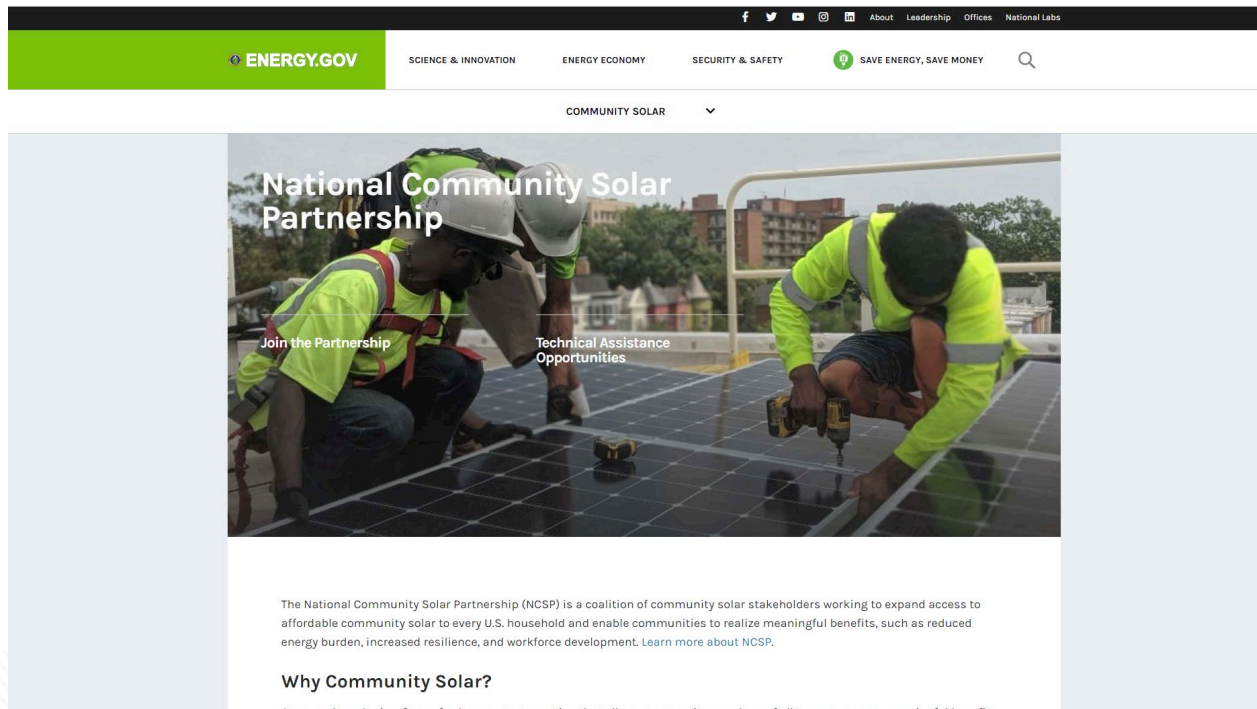 About Leadership Offices National Labs
ENERGY.GOV
SCIENCE & INNOVATION ENERGY ECONOMY SECURITY & SAFETY SAVE ENERGY, SAVE MONEY
COMMUNITY SOLAR
National Community Solar
Partnership
Join the Partnership
Technical Assistance
Opportunities
The National Community Solar Partnership (NCSP) is a coalition of community solar stakeholders working to expand access to
affordable community solar to every U.S. household and enable communities to realize meaningful benefits, such as reduced
energy burden, increased resilience, and workforce development. Learn more about NCSP.
Why Community Solar?